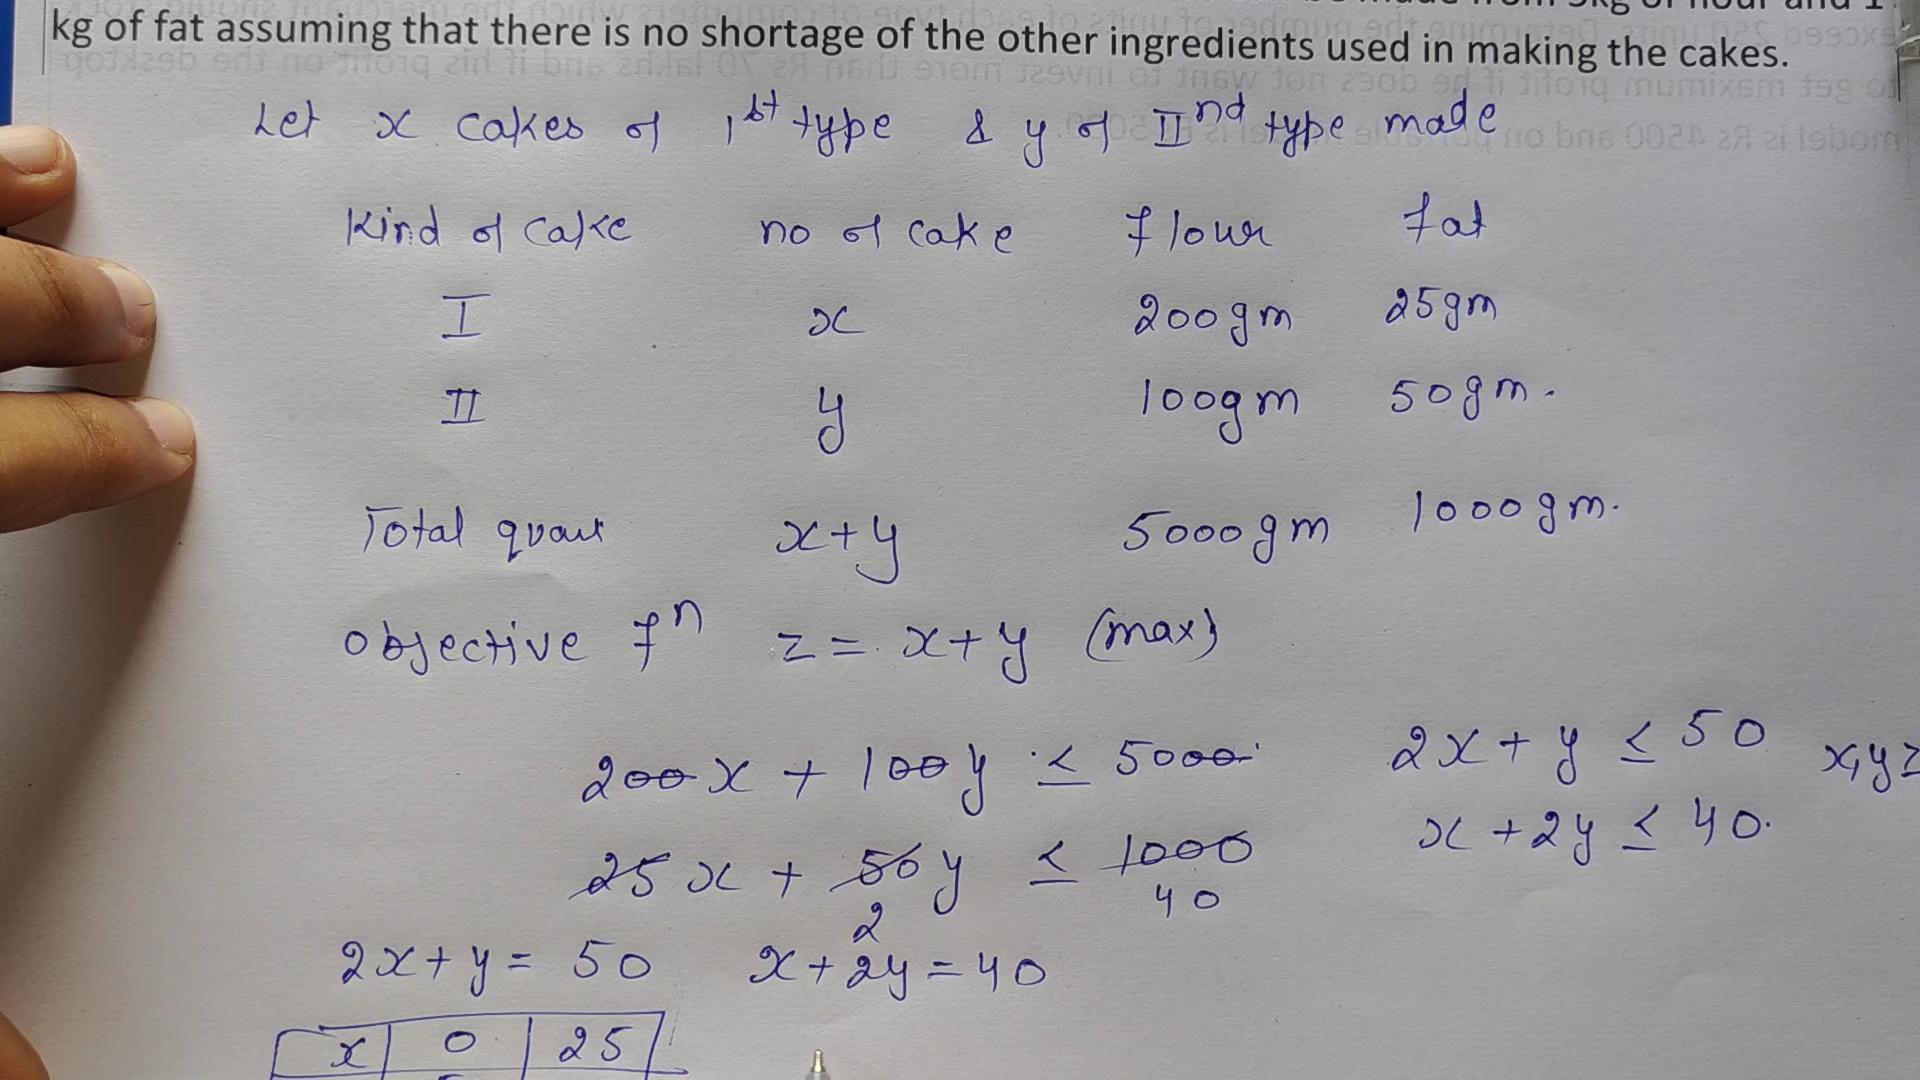 kg of fat assuming that there is no shortage of the other ingredients used in making the cakes.
Let x cakes of 1st type & y of IInd type made
Kind of cake no of cake flour fat
I x 200gm 25gm
II y 100gm 50gm.
Total quant x+y 5000gm 1000gm.
Objective fn z = x+y (max)
200x + 100y ≤ 5000 2x + y ≤ 50 x,y ≥
25x + 50y ≤ 1000 x + 2y ≤ 40.
2 40
2x + y = 50 x + 2y = 40
x 0 25